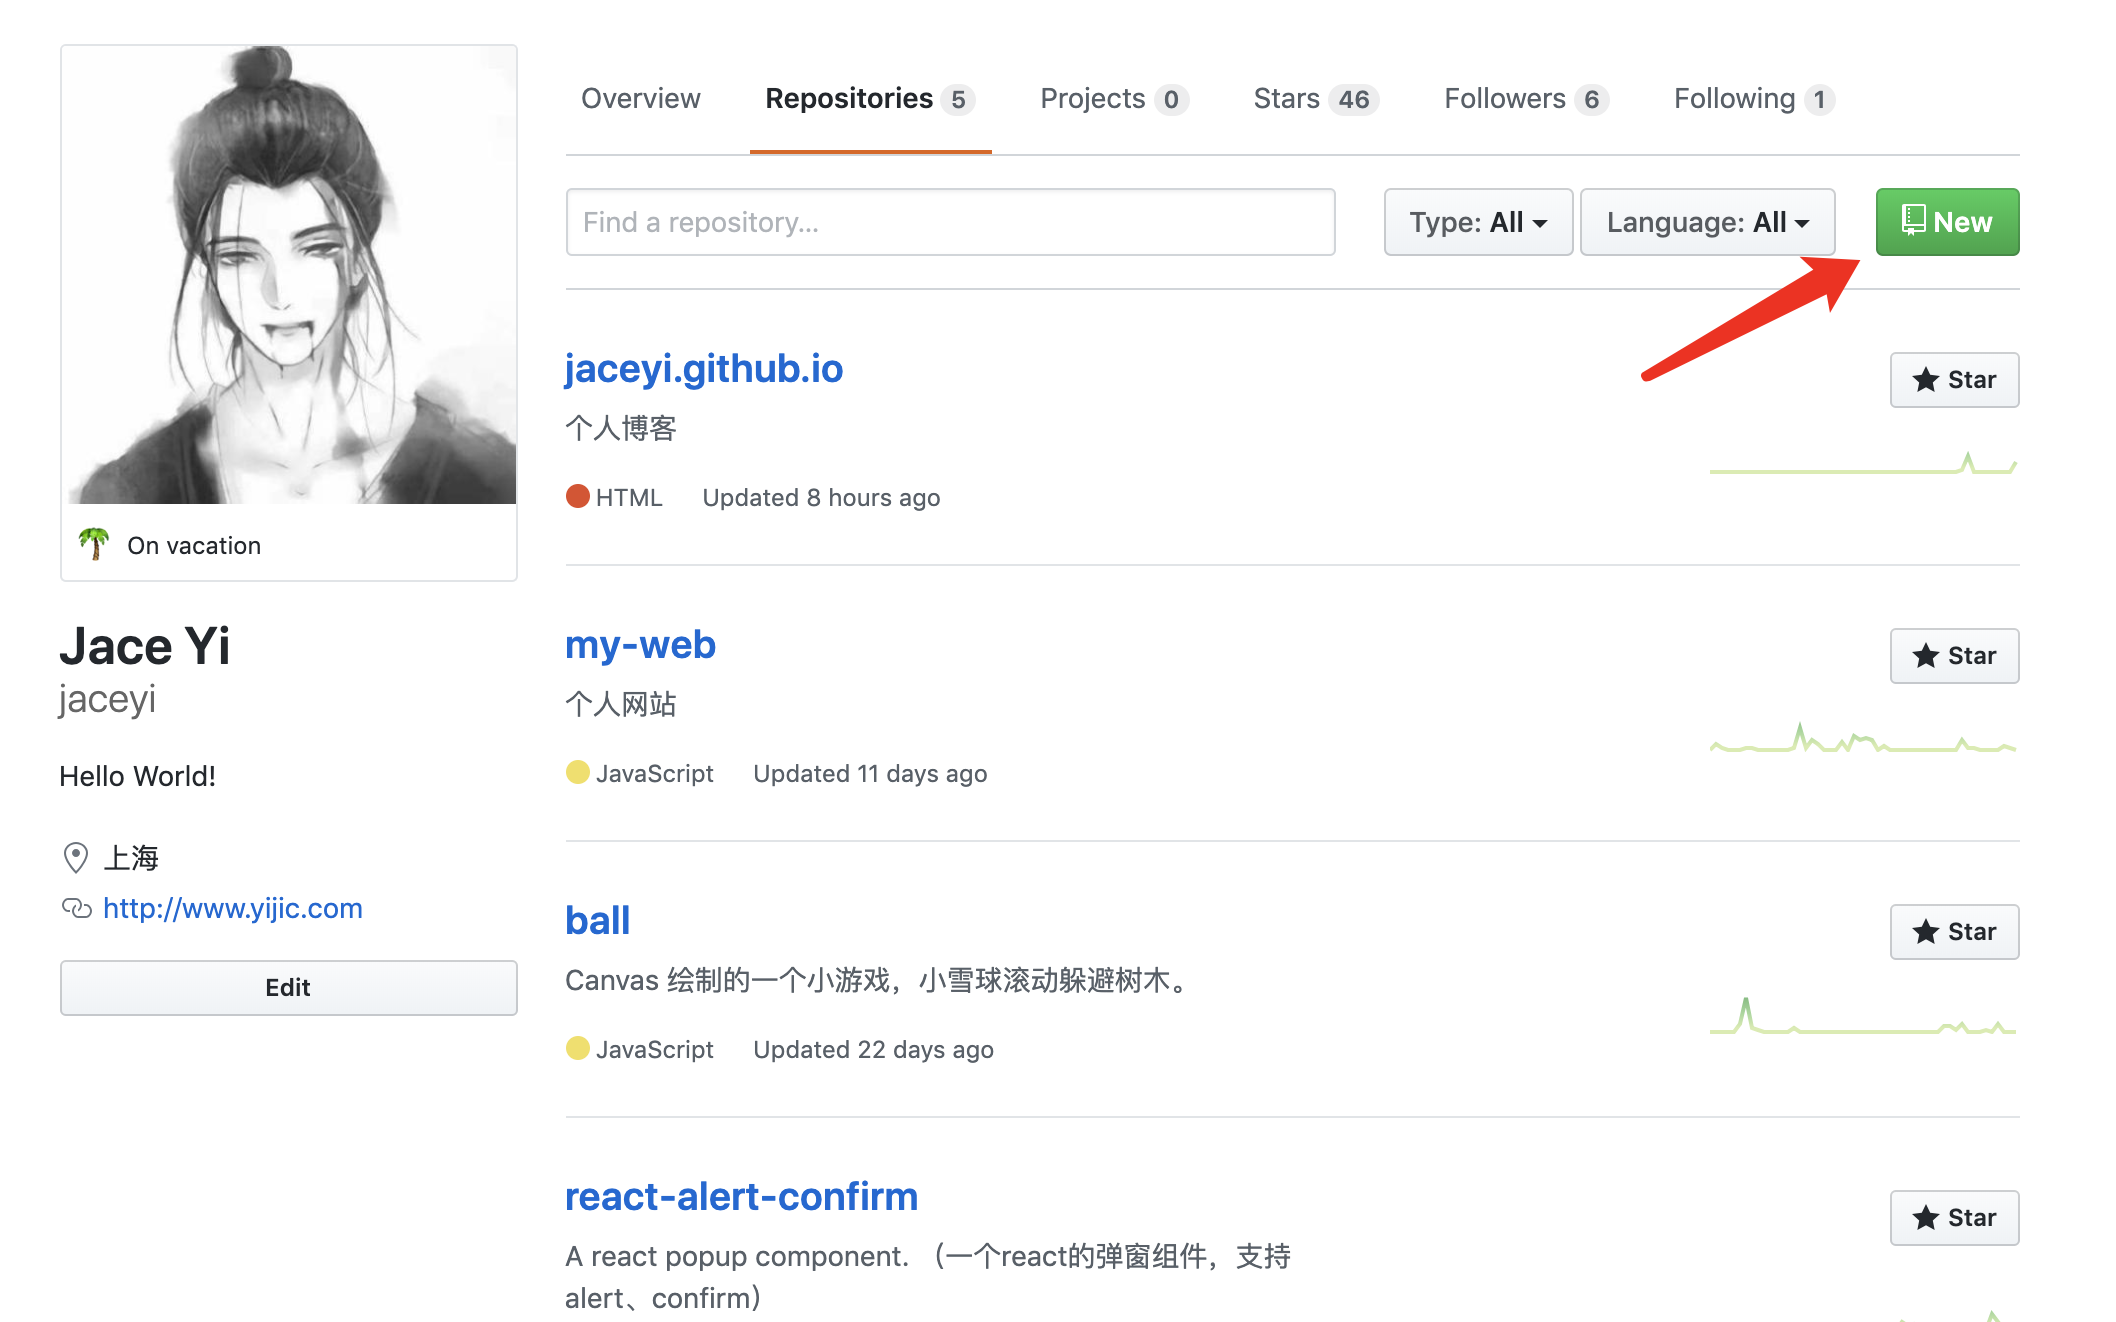 Overview Repositories 5 Projects 0 Stars 46 Followers 6 Following 1
Find a repository... Type: All Language: All New
jaceyi.github.io
Star
个人博客
HTML Updated 8 hours ago
On vacation
Jace Yi
jaceyi
Hello World!
上海
http://www.yijic.com
Edit
my-web
Star
个人网站
JavaScript Updated 11 days ago
ball
Star
Canvas 绘制的一个小游戏，小雪球滚动躲避树木。
JavaScript Updated 22 days ago
react-alert-confirm
Star
A react popup component. （一个react的弹窗组件，支持
alert、confirm）